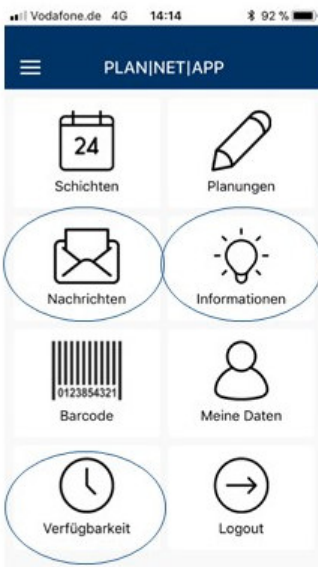 Vodafone.de 4G 14:14 92 %
PLAN|NET|APP
24
Schichten Planungen
Nachrichten Informationen
0123854321
Barcode Meine Daten
Verfügbarkeit Logout